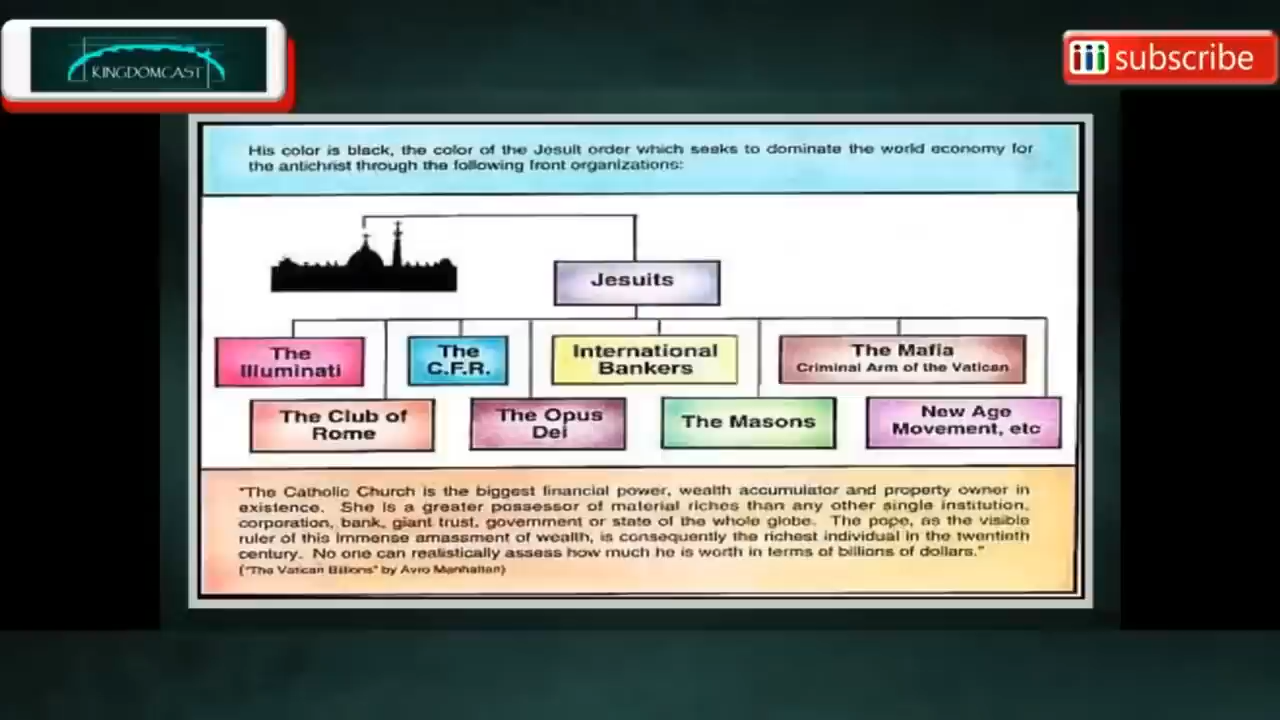 KINGDOMCAST
subscribe
His color is black, the color of the Jesuit order which seeks to dominate the world economy for
the antichrist through the following front organizations:
Jesuits
The
Illuminati
The
C.F.R.
International
Bankers
The Mafia
Criminal Arm of the Vatican
The Club of
Rome
The Opus
Dei
The Masons
New Age
Movement, etc
"The Catholic Church is the biggest financial power, wealth accumulator and property owner in
existence. She is a greater possessor of material riches than any other single institution,
corporation, bank, giant trust, government or state of the whole globe. The pope, as the visible
ruler of this immense amassment of wealth, is consequently the richest individual in the twentieth
century. No one can realistically assess how much he is worth in terms of billions of dollars."
("The Vatican Billions" by Avro Manhattan)